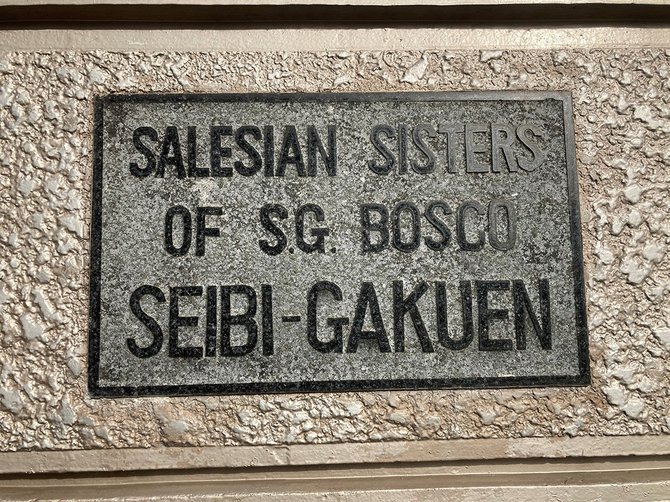 SALESIAN SISTERS
OF S.G. BOSCO
SEIBI-GAKUEN